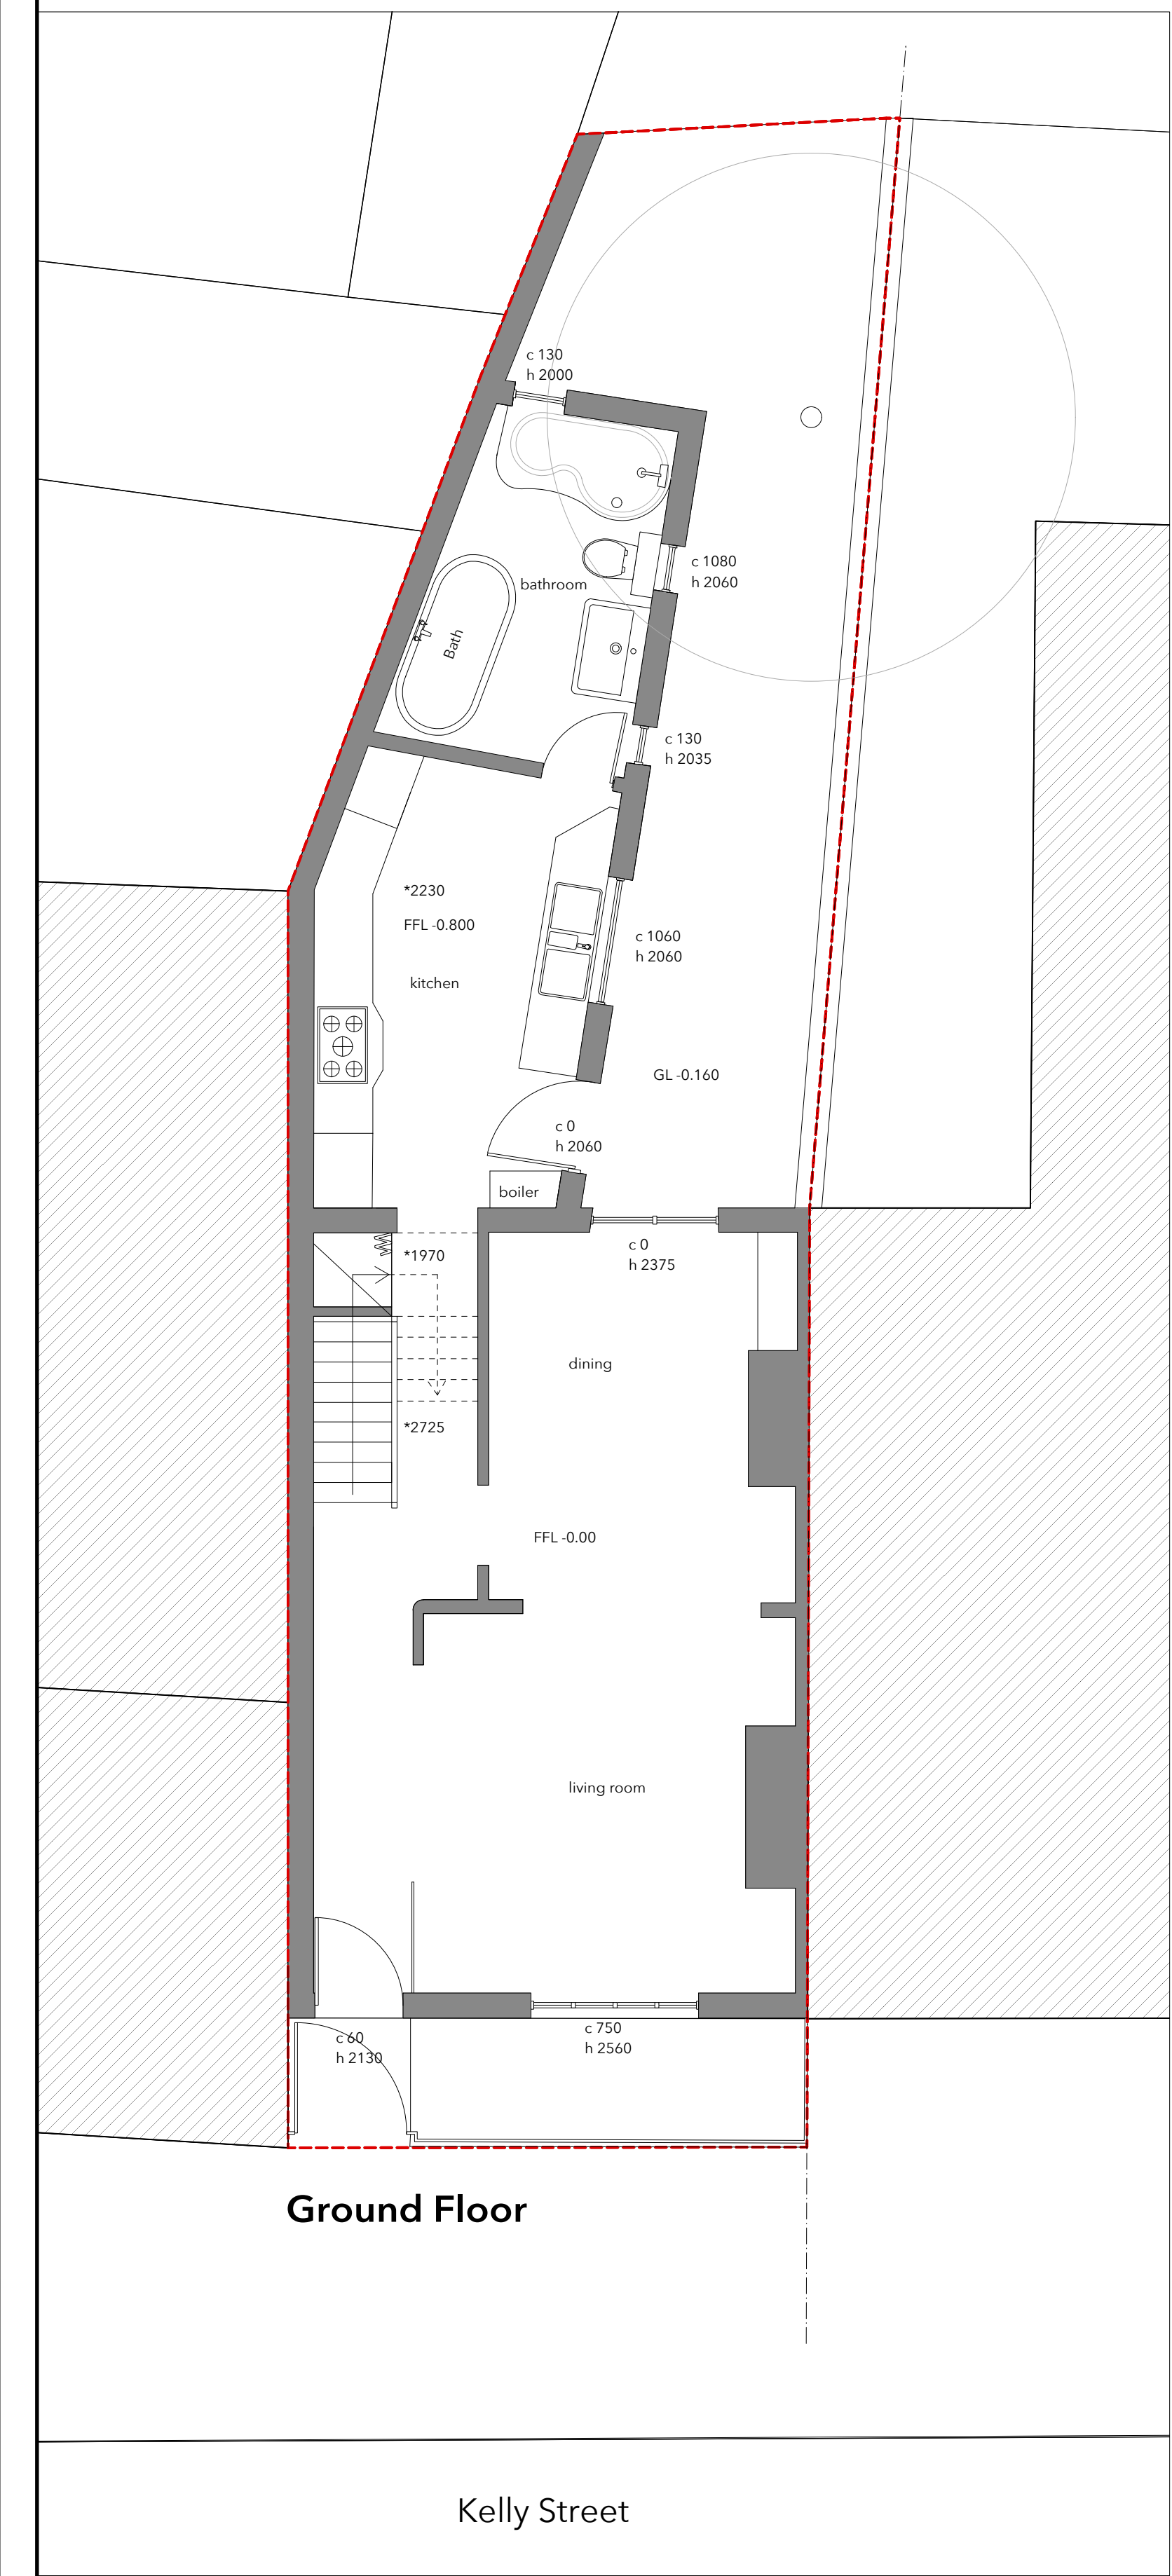 c 130
h 2000
c 1080
h 2060
bathroom
Bath
c 130
h 2035
*2230
FFL -0.800
c 1060
h 2060
kitchen
GL -0.160
c 0
h 2060
boiler
*1970
c 0
h 2375
dining
*2725
FFL -0.00
living room
c 60
h 2130
c 750
h 2560
Ground Floor
Kelly Street